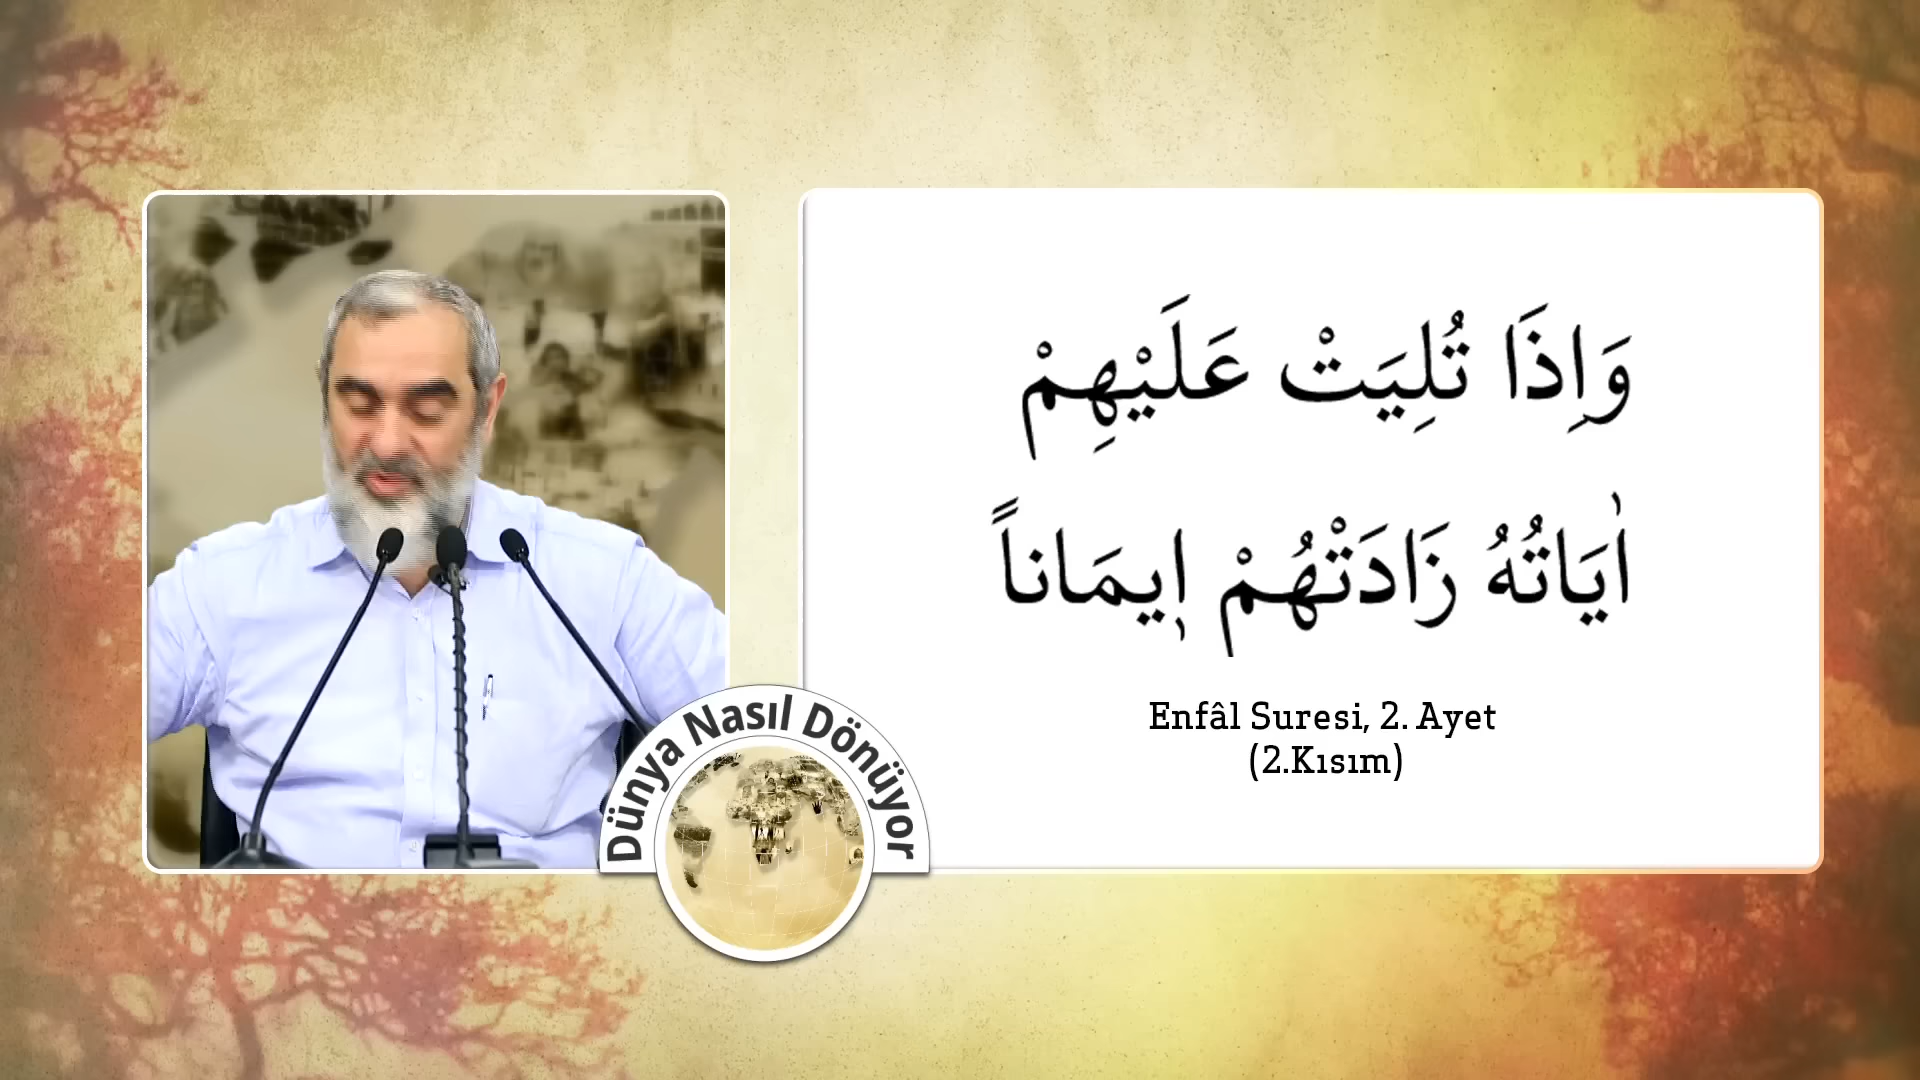 وَاِذَا تُلِيَتْ عَلَيْهِمْ
اٰيَاتُهُ زَادَتْهُمْ اٖيمَاناً
Enfâl Suresi, 2. Ayet
(2.Kısım)
Dünya Nasıl Dönüyor